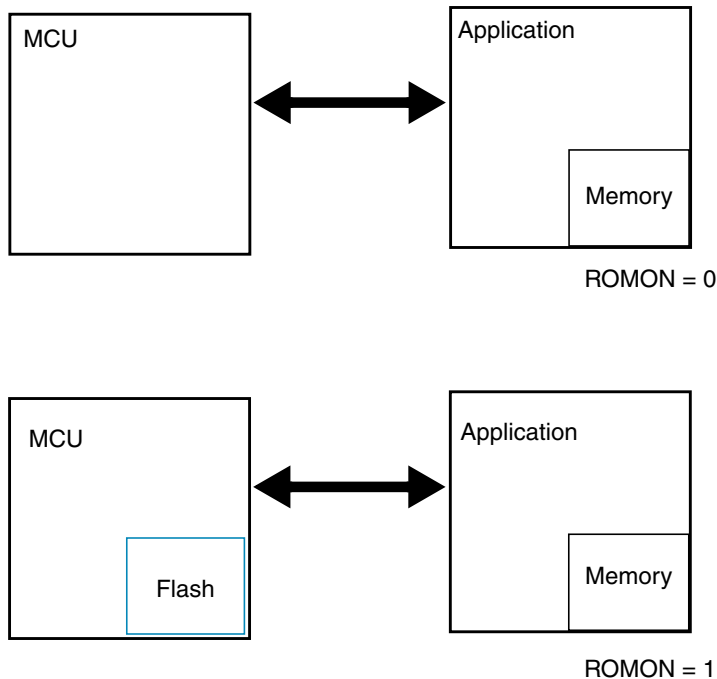 MCU
Application
Memory
ROMON = 0
MCU
Application
Flash
Memory
ROMON = 1